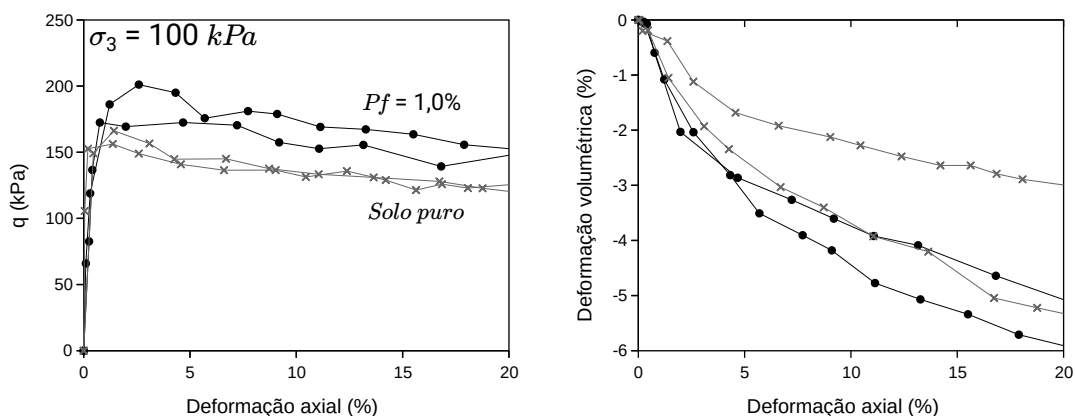 250
200
150
100
50
0
σ₃ = 100 kPa
Pf = 1,0%
Solo puro
q (kPa)
0 5 10 15 20
Deformação axial (%)
0
-1
-2
-3
-4
-5
-6
Deformação volumétrica (%)
0 5 10 15 20
Deformação axial (%)